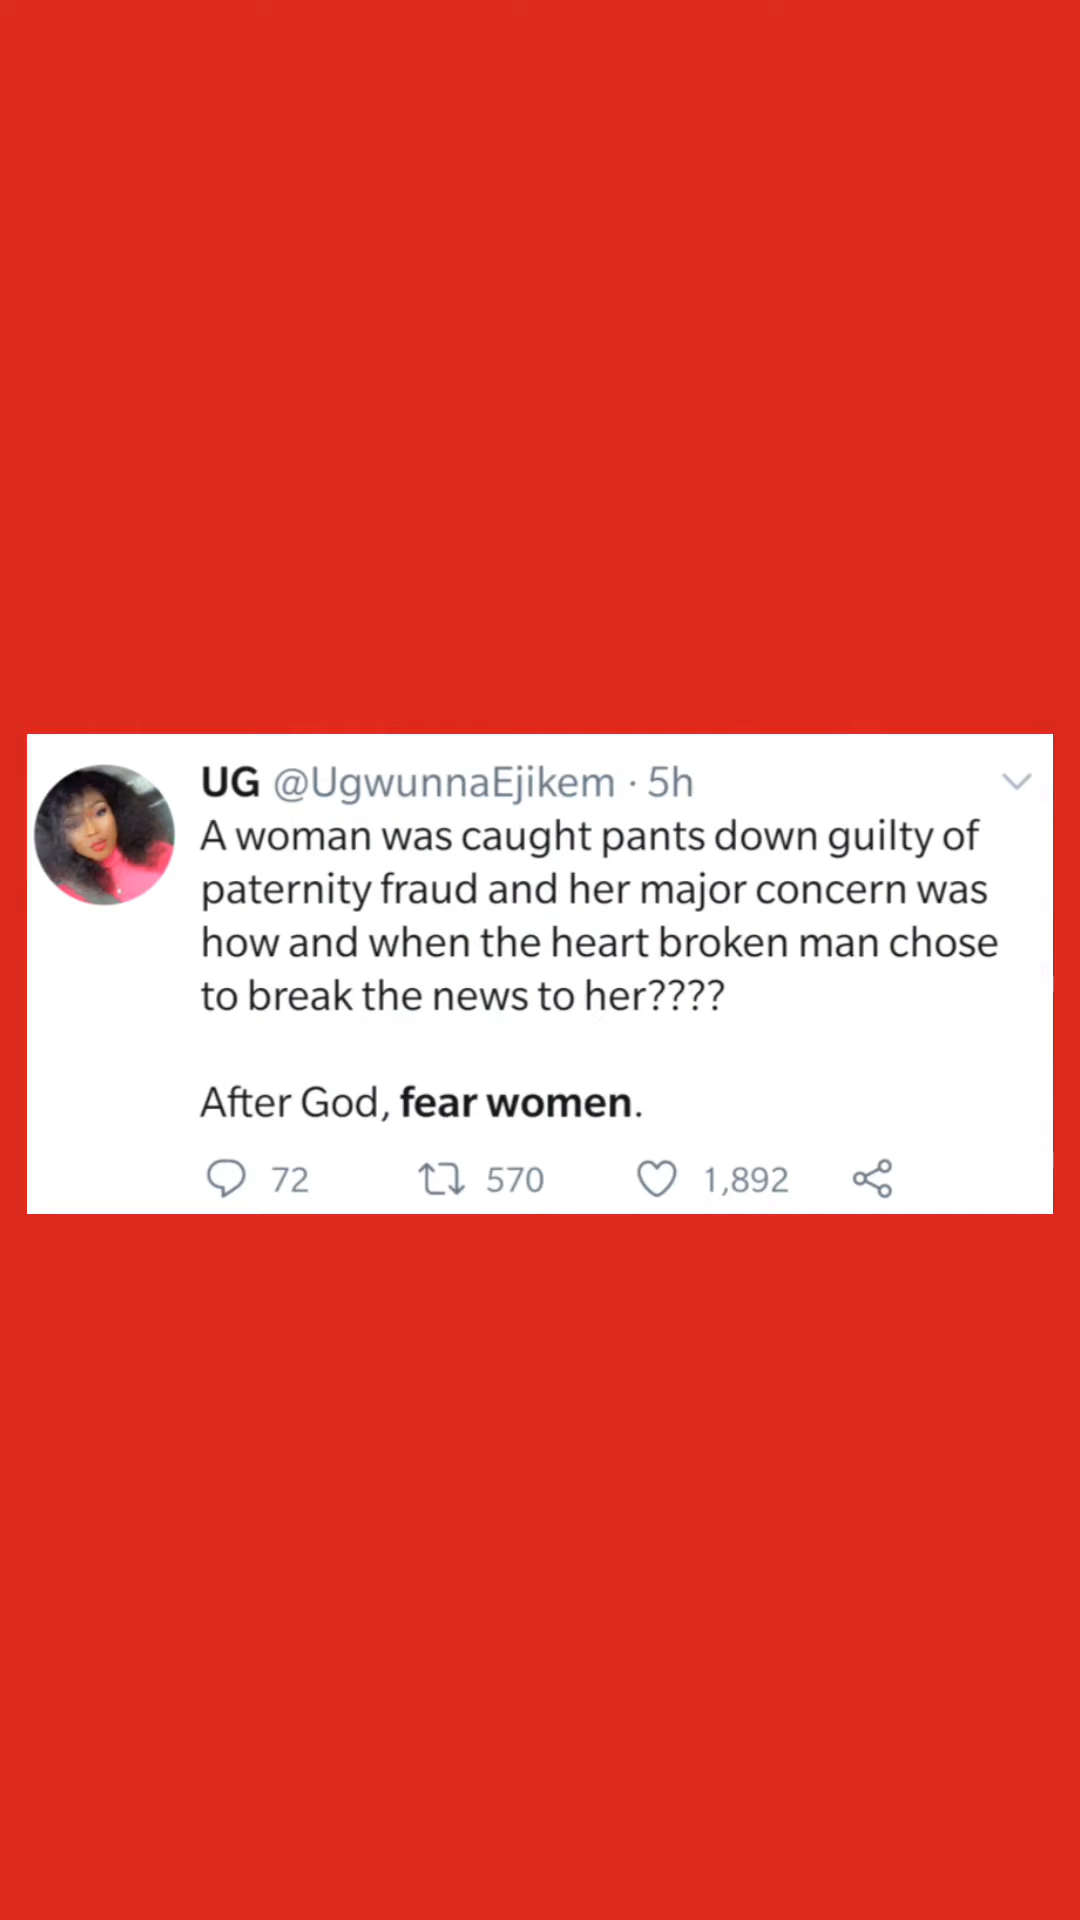 UG @UgwunnaEjikem · 5h
A woman was caught pants down guilty of
paternity fraud and her major concern was
how and when the heart broken man chose
to break the news to her????
After God, fear women.
72 570 1,892